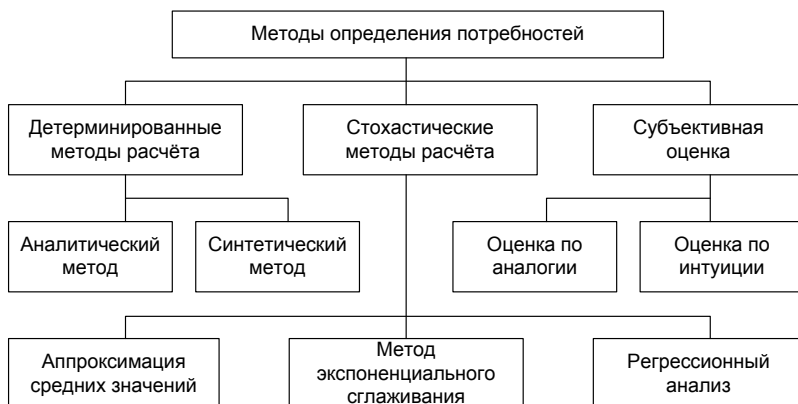 Методы определения потребностей
Детерминированные
методы расчёта
Стохастические
методы расчёта
Субъективная
оценка
Аналитический
метод
Синтетический
метод
Оценка по
аналогии
Оценка по
интуиции
Аппроксимация
средних значений
Метод
экспоненциального
сглаживания
Регрессионный
анализ